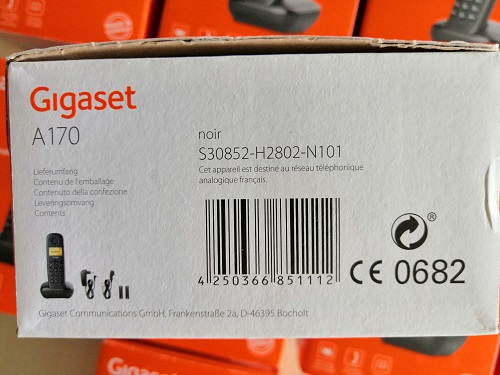 Gigaset
A170
noir
S30852-H2802-N101
Cet appareil est destiné au réseau téléphonique
analogique français.
Lieferumfang
Contenu de l'emballage
Contenuto della confezione
Leveringsomvang
Contents
4 250366 851112
®
CE 0682
Gigaset Communications GmbH, Frankenstraße 2a, D-46395 Bocholt
Gigaset